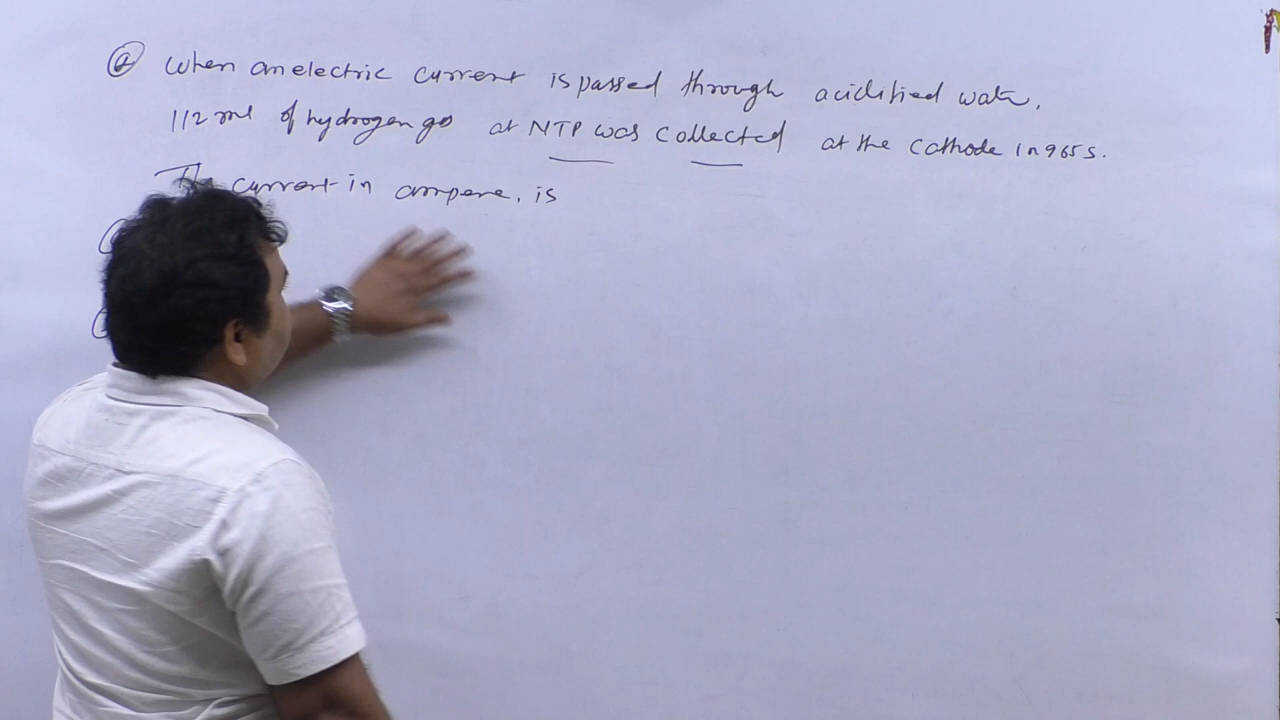 Q When an electric current is passed through acidified water,
112 ml of hydrogen gas at NTP was collected at the cathode in 965s.
The current in ampere, is